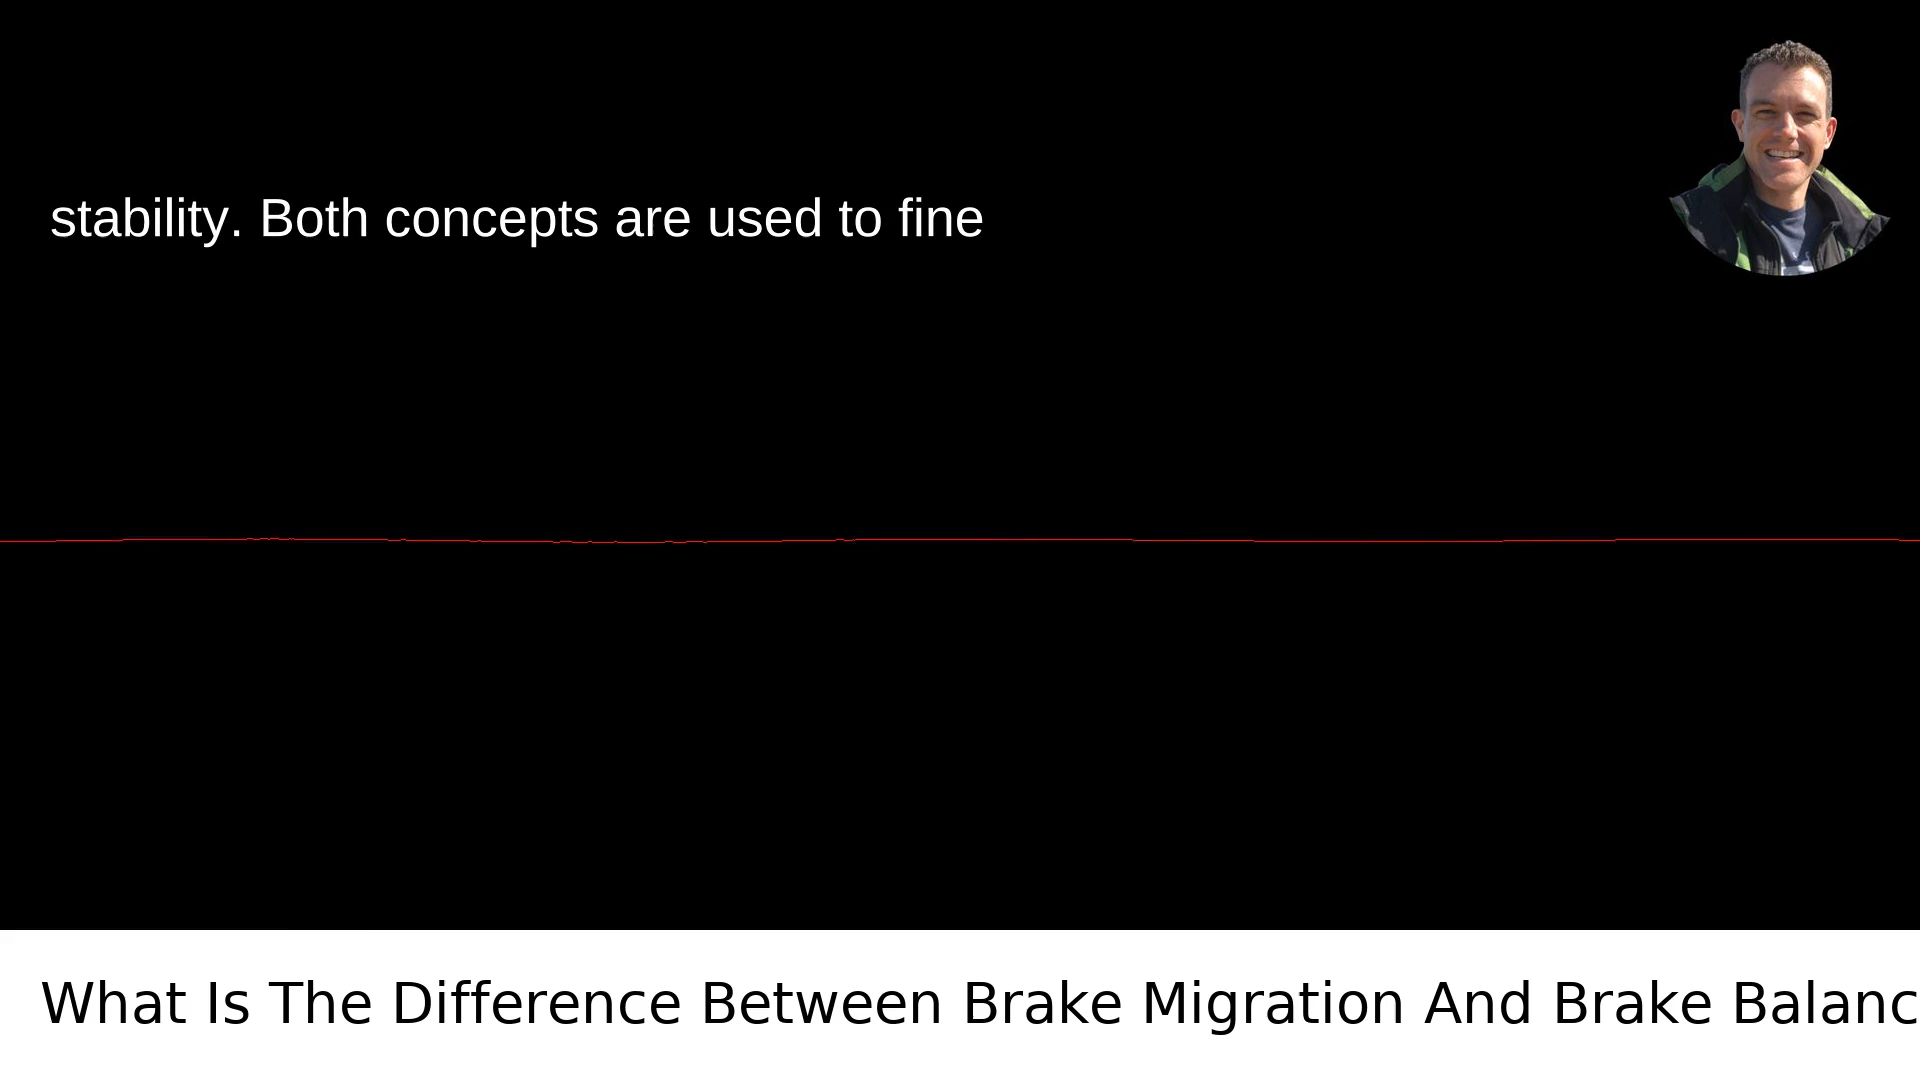 stability. Both concepts are used to fine
What Is The Difference Between Brake Migration And Brake Balanc